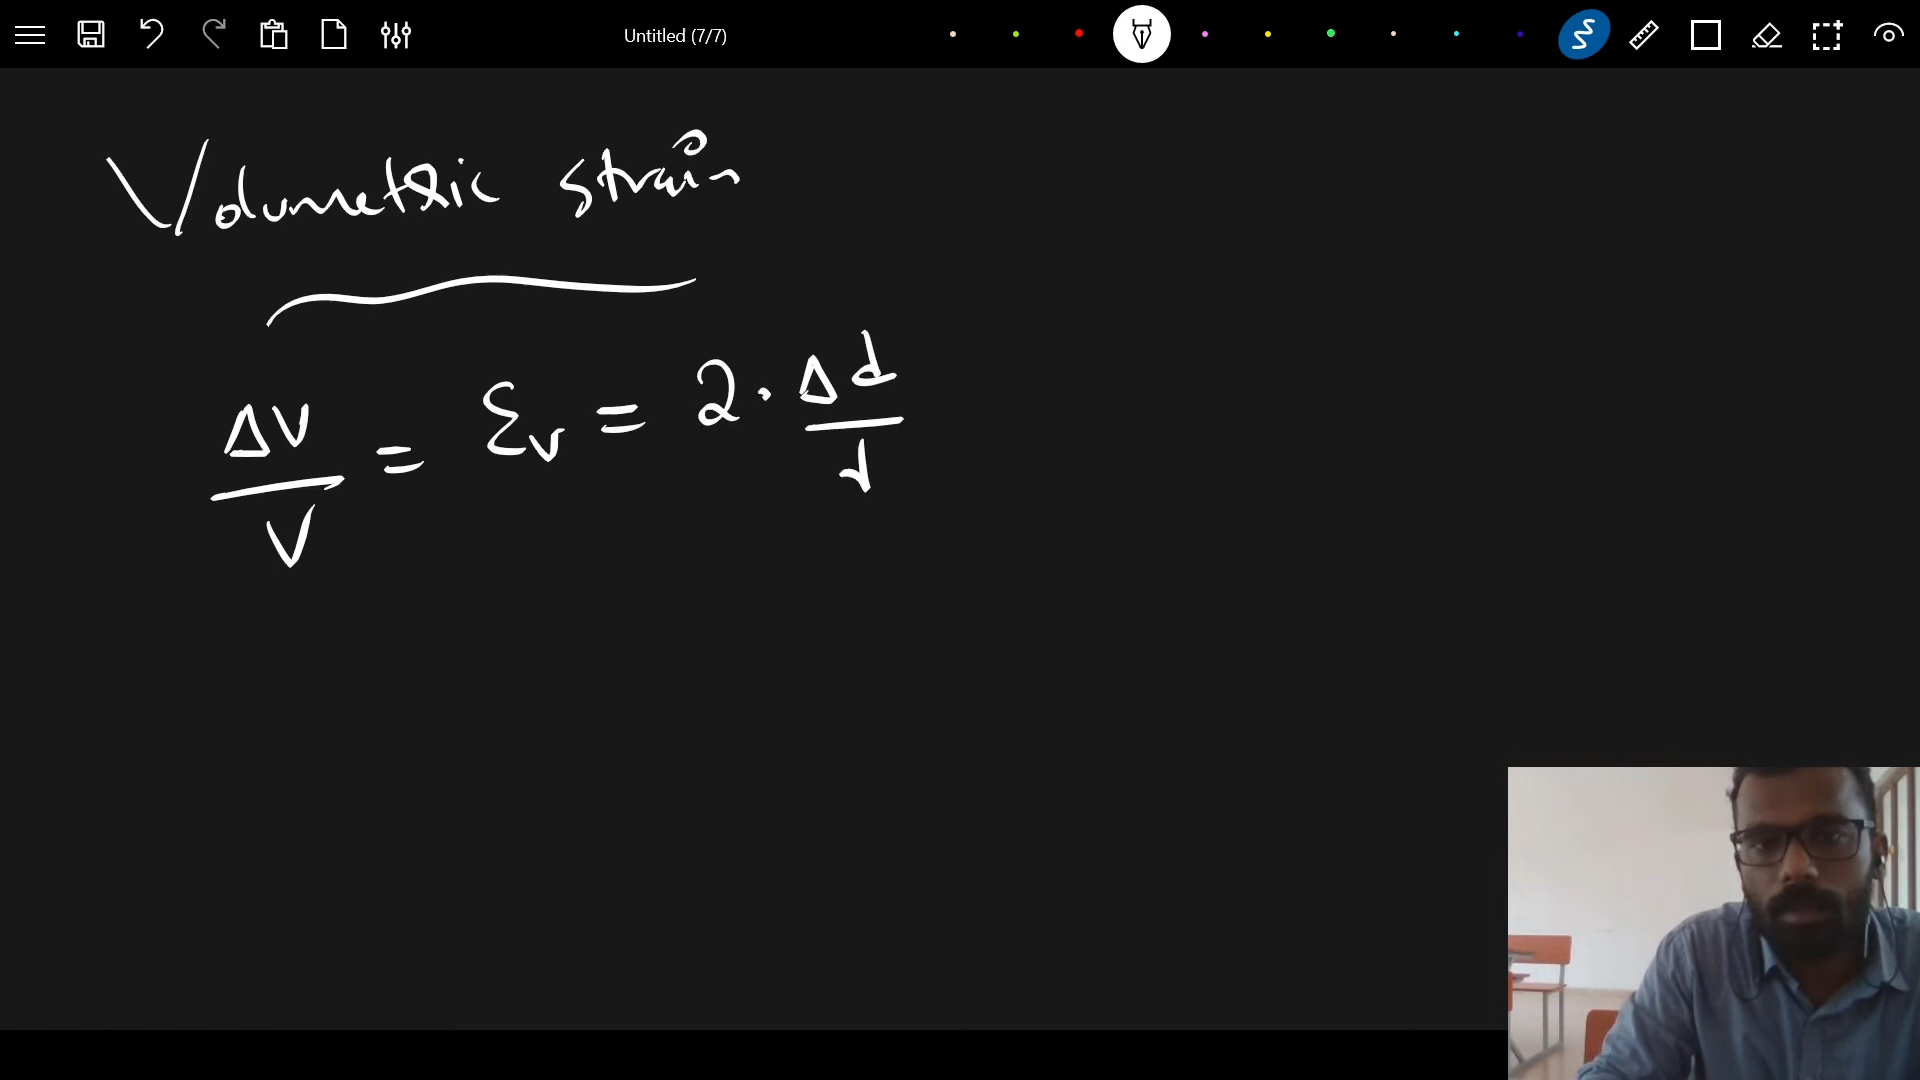 Untitled (7/7)
Volumetric strain
ΔV/V = εv = 2 · Δd/d